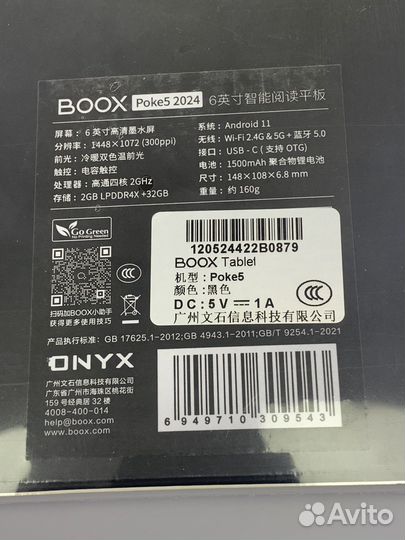 BOOX Poke5 2024 6英寸智能阅读平板
屏幕：6 英寸高清墨水屏
分辨率：1448×1072 (300ppi)
前光：冷暖双色温前光
触控：电容触控
处理器：高通四核 2GHz
存储：2GB LPDDR4X +32GB
系统：Android 11
无线：Wi-Fi 2.4G & 5G + 蓝牙 5.0
接口：USB - C ( 支持 OTG)
电池：1500mAh 聚合物锂电池
尺寸：148×108×6.8 mm
重量：约 160g
Go Green
No Printing Needed
扫码加BOOX小助手
获得更多使用技巧
120524422B0879
BOOX Tablet
机型：Poke5
颜色：黑色
DC：5V 1A
广州文石信息科技有限公司
产品执行标准：GB 17625.1-2012;GB 4943.1-2011;GB/T 9254.1-2021
ONYX
广州文石信息科技有限公司
广东省广州市海珠区桃花街
159 号经典居 32 楼
4008-400-014
help@boox.com
www.boox.com
6 949710 309543
Avito